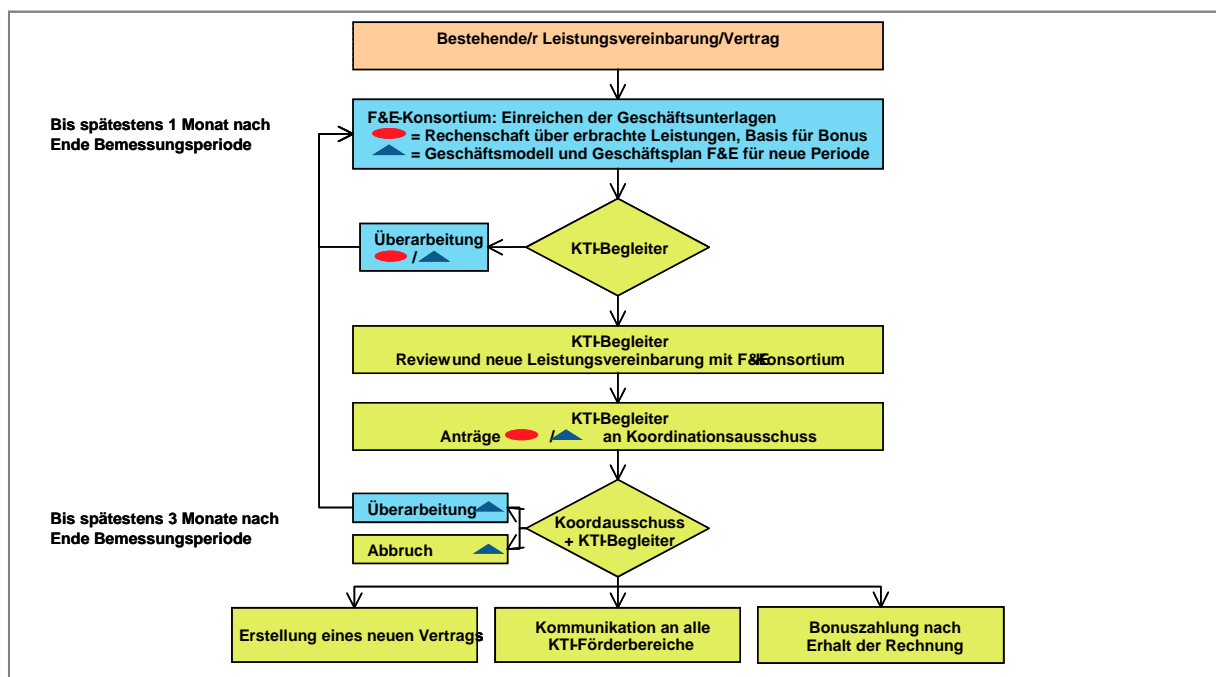 Bestehende/r Leistungsvereinbarung/Vertrag
Bis spätestens 1 Monat nach
Ende Bemessungsperiode
F&E-Konsortium: Einreichen der Geschäftsunterlagen
= Rechenschaft über erbrachte Leistungen, Basis für Bonus
= Geschäftsmodell und Geschäftsplan F&E für neue Periode
Überarbeitung
/
KTI-Begleiter
KTI-Begleiter
Review und neue Leistungsvereinbarung mit F&E-Konsortium
KTI-Begleiter
Anträge / an Koordinationsausschuss
Bis spätestens 3 Monate nach
Ende Bemessungsperiode
Überarbeitung
Abbruch
Koordausschuss
+ KTI-Begleiter
Erstellung eines neuen Vertrags
Kommunikation an alle
KTI-Förderbereiche
Bonuszahlung nach
Erhalt der Rechnung